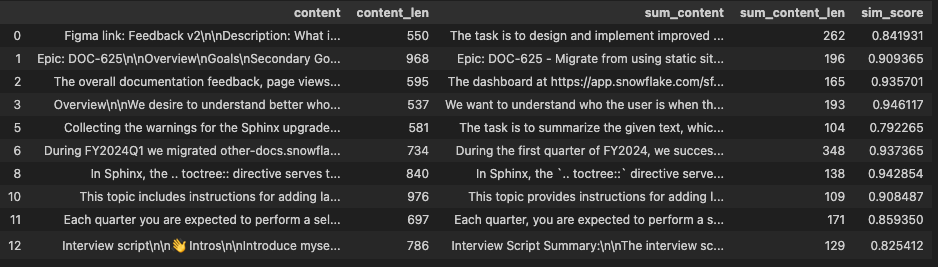 content content_len sum_content sum_content_len sim_score
0 Figma link: Feedback v2\n\nDescription: What i... 550 The task is to design and implement improved ... 262 0.841931
1 Epic: DOC-625\n\nOverview\nGoals\nSecondary Go... 968 Epic: DOC-625 - Migrate from using static sit... 196 0.909365
2 The overall documentation feedback, page views... 595 The dashboard at https://app.snowflake.com/sf... 165 0.935701
3 Overview\n\nWe desire to understand better who... 537 We want to understand who the user is when th... 193 0.946117
5 Collecting the warnings for the Sphinx upgrade... 581 The task is to summarize the given text, whic... 104 0.792265
6 During FY2024Q1 we migrated other-docs.snowfla... 734 During the first quarter of FY2024, we succes... 348 0.937365
8 In Sphinx, the .. toctree:: directive serves t... 840 In Sphinx, the `.. toctree::` directive serve... 138 0.942854
10 This topic includes instructions for adding la... 976 This topic provides instructions for adding l... 109 0.908487
11 Each quarter you are expected to perform a sel... 697 Each quarter, you are expected to perform a s... 171 0.859350
12 Interview script\n\n👋 Intros\n\nIntroduce myse... 786 Interview Script Summary:\n\nThe interview sc... 129 0.825412